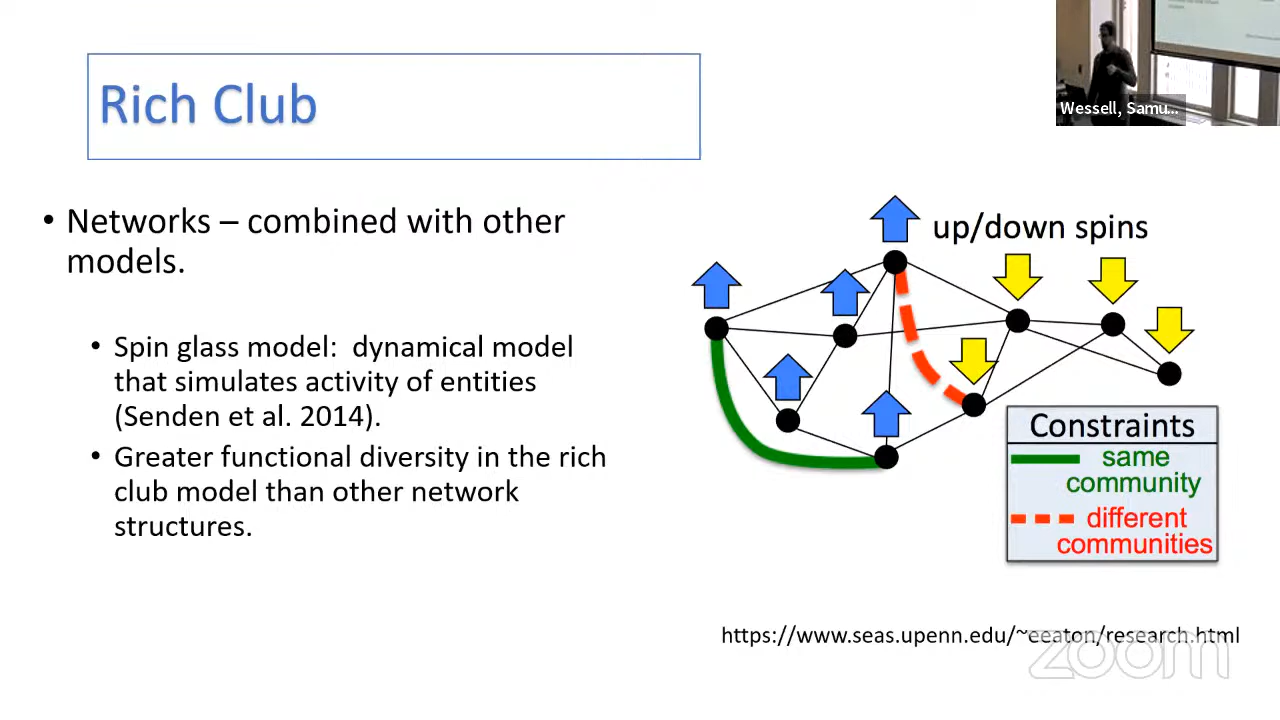 Rich Club
Wessell, Samu...
• Networks – combined with other
models.
• Spin glass model: dynamical model
that simulates activity of entities
(Senden et al. 2014).
• Greater functional diversity in the rich
club model than other network
structures.
up/down spins
Constraints
same
community
different
communities
https://www.seas.upenn.edu/~eeaton/research.html
zoom